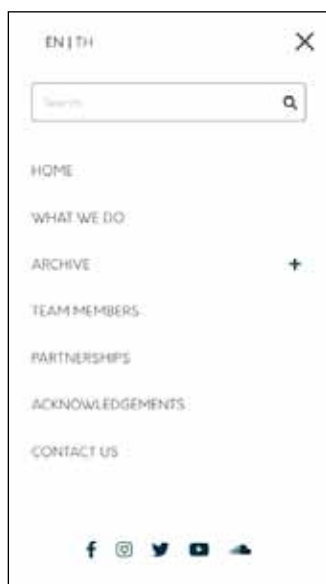 EN | TH
Search
HOME
WHAT WE DO
ARCHIVE
TEAM MEMBERS
PARTNERSHIPS
ACKNOWLEDGEMENTS
CONTACT US